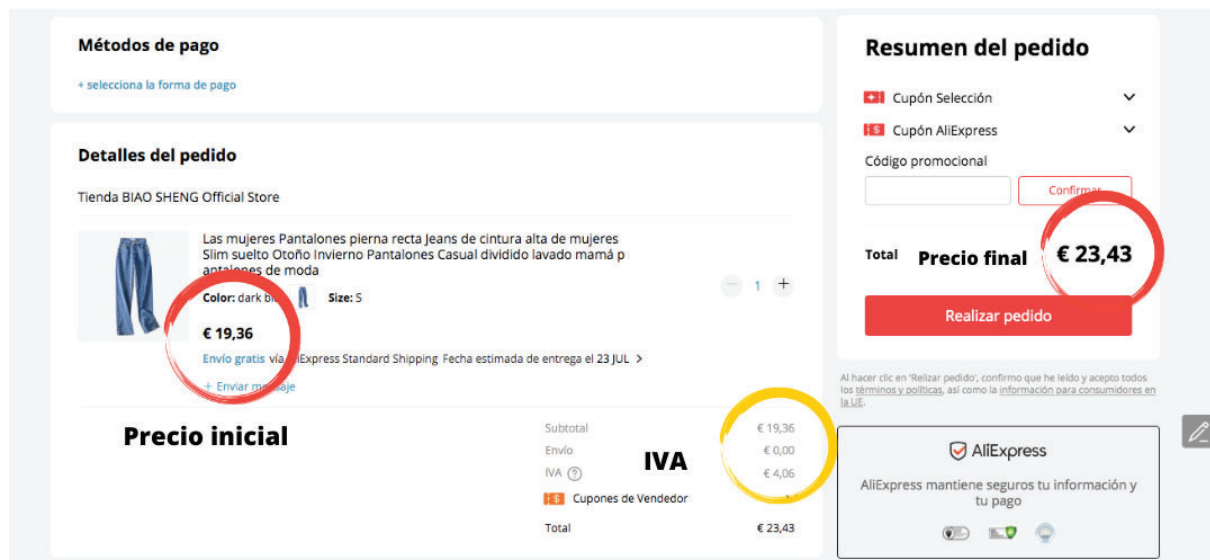 Métodos de pago
+ selecciona la forma de pago
Detalles del pedido
Tienda BIAO SHENG Official Store
Las mujeres Pantalones pierna recta Jeans de cintura alta de mujeres
Slim suelto Otoño Invierno Pantalones Casual dividido lavado mamá p
antalones de moda
Color: dark Size: S
1
€ 19,36
Envío gratis vía AliExpress Standard Shipping Fecha estimada de entrega el 23 JUL
+ Enviar mensaje
Precio inicial
Subtotal € 19,36
Envío € 0,00
IVA € 4,06
IVA
Cupones de Vendedor
Total € 23,43
Resumen del pedido
Cupón Selección
Cupón AliExpress
Código promocional
Confirmar
Total Precio final € 23,43
Realizar pedido
Al hacer clic en 'Relizar pedido', confirmo que he leído y acepto todos
los términos y políticas, así como la información para consumidores en
la UE.
AliExpress
AliExpress mantiene seguros tu información y
tu pago